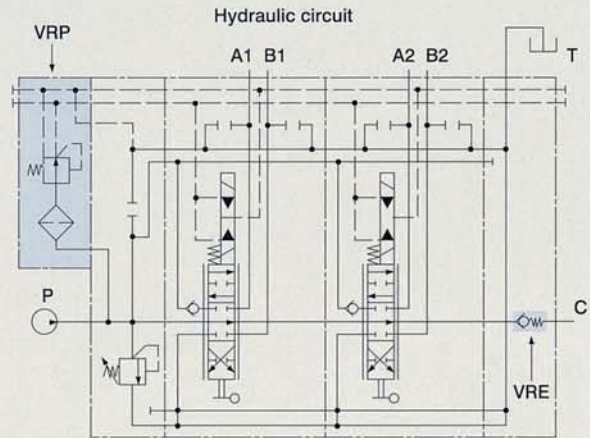 Hydraulic circuit
VRP
A1 B1 A2 B2
T
P
C
VRE